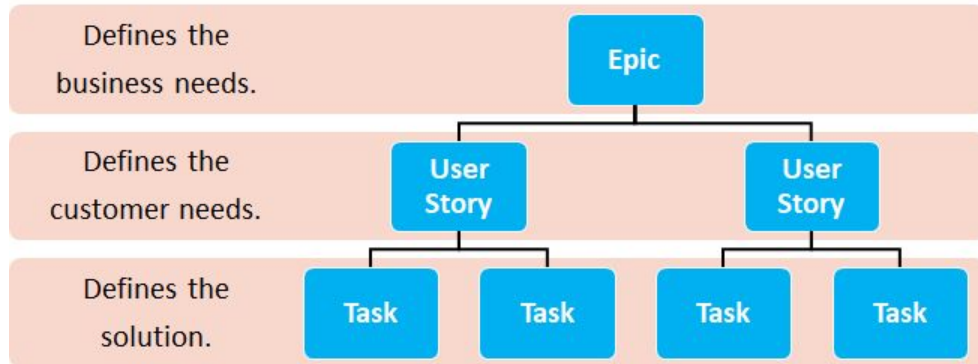 Defines the
business needs.
Epic
Defines the
customer needs.
User
Story
User
Story
Defines the
solution.
Task
Task
Task
Task